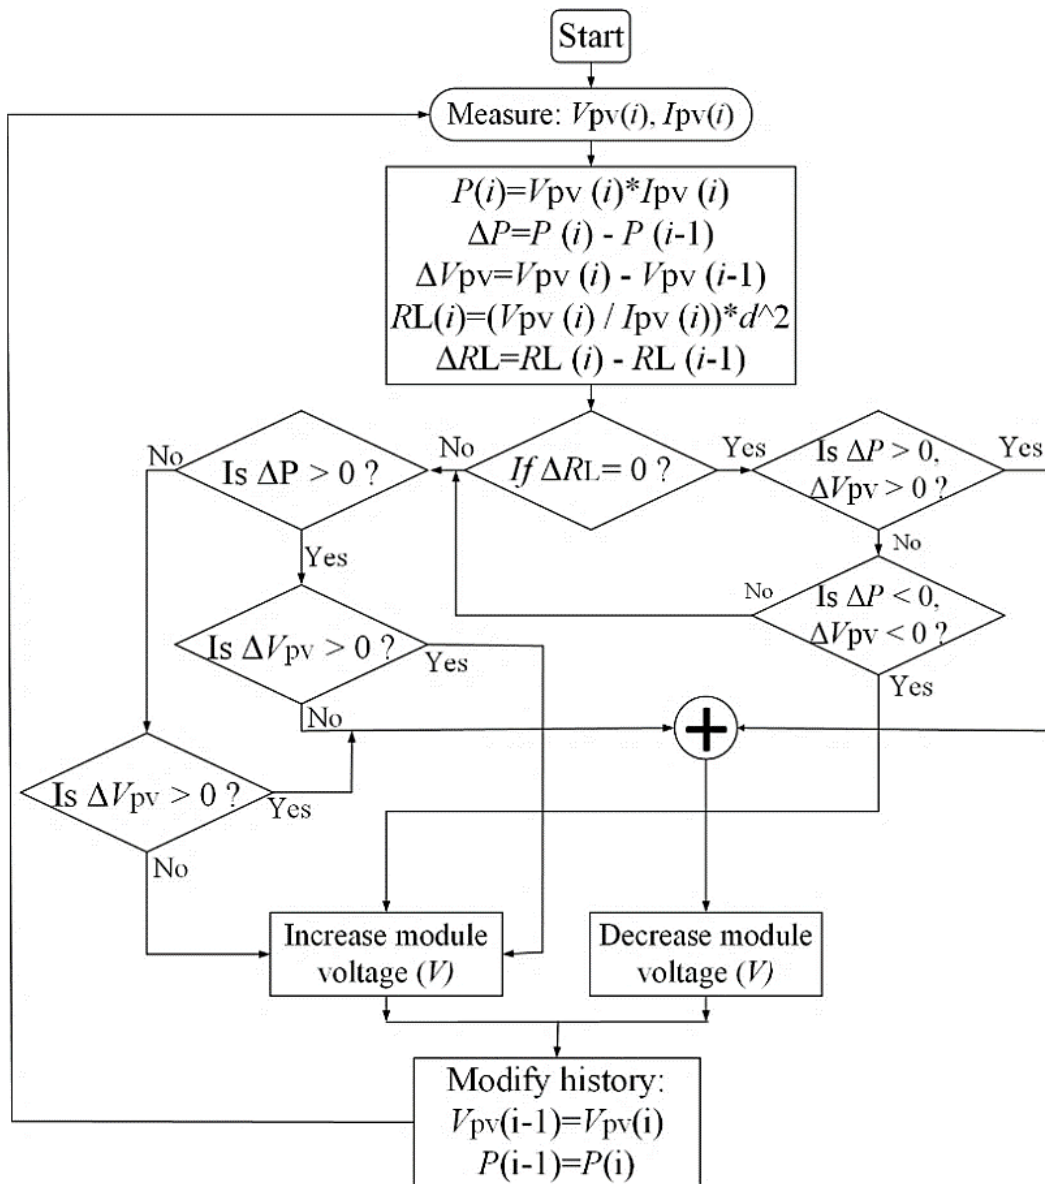 Start
Measure: Vpv(i), Ipv(i)
P(i)=Vpv (i)*Ipv (i)
ΔP=P (i) - P (i-1)
ΔVpv=Vpv (i) - Vpv (i-1)
RL(i)=(Vpv (i) / Ipv (i))*d^2
ΔRL=RL (i) - RL (i-1)
No
Is ΔP > 0 ?
Yes
No
If ΔRL= 0 ?
Yes
Is ΔP > 0,
ΔVpv > 0 ?
Yes
No
Is ΔVpv > 0 ?
Yes
No
No
Is ΔP < 0,
ΔVpv < 0 ?
Yes
+
Is ΔVpv > 0 ?
Yes
No
Increase module
voltage (V)
Decrease module
voltage (V)
Modify history:
Vpv(i-1)=Vpv(i)
P(i-1)=P(i)